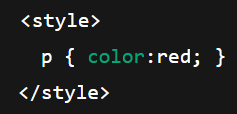 <style>
  p { color:red; }
</style>